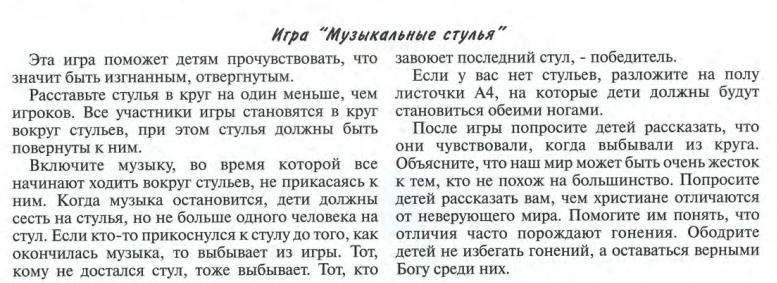 Игра "Музыкальные стулья"
Эта игра поможет детям прочувствовать, что
значит быть изгнанным, отвергнутым.
Расставьте стулья в круг на один меньше, чем
игроков. Все участники игры становятся в круг
вокруг стульев, при этом стулья должны быть
повернуты к ним.
Включите музыку, во время которой все
начинают ходить вокруг стульев, не прикасаясь к
ним. Когда музыка остановится, дети должны
сесть на стулья, но не больше одного человека на
стул. Если кто-то прикоснулся к стулу до того, как
окончилась музыка, то выбывает из игры. Тот,
кому не достался стул, тоже выбывает. Тот, кто
завоюет последний стул, - победитель.
Если у вас нет стульев, разложите на полу
листочки А4, на которые дети должны будут
становиться обеими ногами.
После игры попросите детей рассказать, что
они чувствовали, когда выбывали из круга.
Объясните, что наш мир может быть очень жесток
к тем, кто не похож на большинство. Попросите
детей рассказать вам, чем христиане отличаются
от неверующего мира. Помогите им понять, что
отличия часто порождают гонения. Ободрите
детей не избегать гонений, а оставаться верными
Богу среди них.